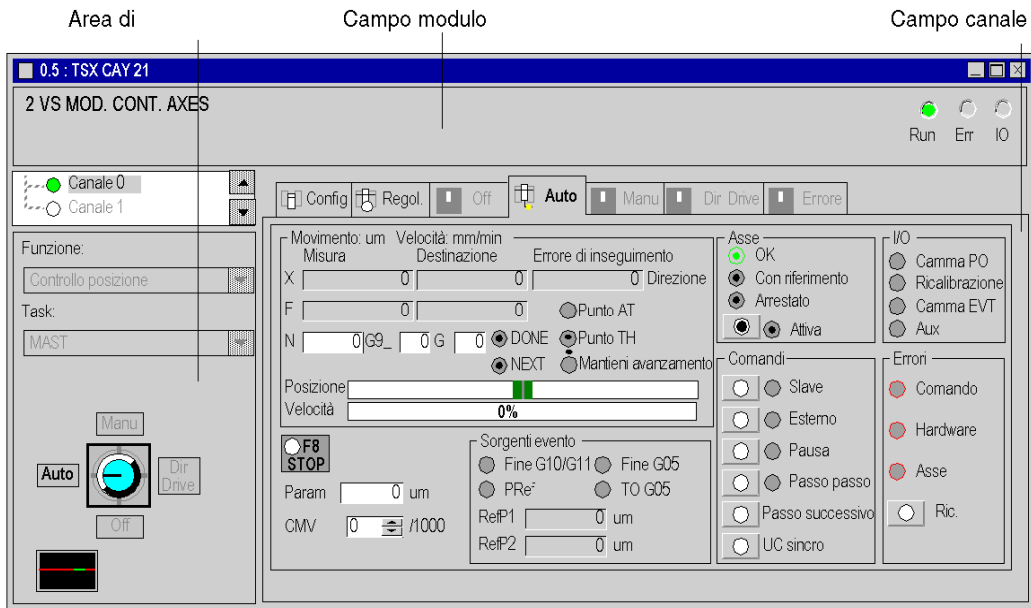 Area di
Campo modulo
Campo canale
0.5 : TSX CAY 21
2 VS MOD. CONT. AXES
Run Err IO
Canale 0
Canale 1
Config Regol. Off Auto Manu Dir Drive Errore
Funzione:
Controllo posizione
Task:
MAST
Manu
Auto
Dir
Drive
Off
Movimento: um Velocità: mm/min
Misura Destinazione Errore di inseguimento
X 0 0 0 Direzione
F 0 0 Punto AT
N 0 G9_ 0 G 0 DONE Punto TH
NEXT Mantieni avanzamento
Posizione
Velocità 0%
F8
STOP
Param 0 um
CMV 0 /1000
Sorgenti evento
Fine G10/G11 Fine G05
PRef TO G05
RefP1 0 um
RefP2 0 um
Asse
OK
Con riferimento
Arrestato
Attiva
Comandi
Slave
Esterno
Pausa
Passo passo
Passo successivo
UC sincro
I/O
Camma PO
Ricalibrazione
Camma EVT
Aux
Errori
Comando
Hardware
Asse
Ric.